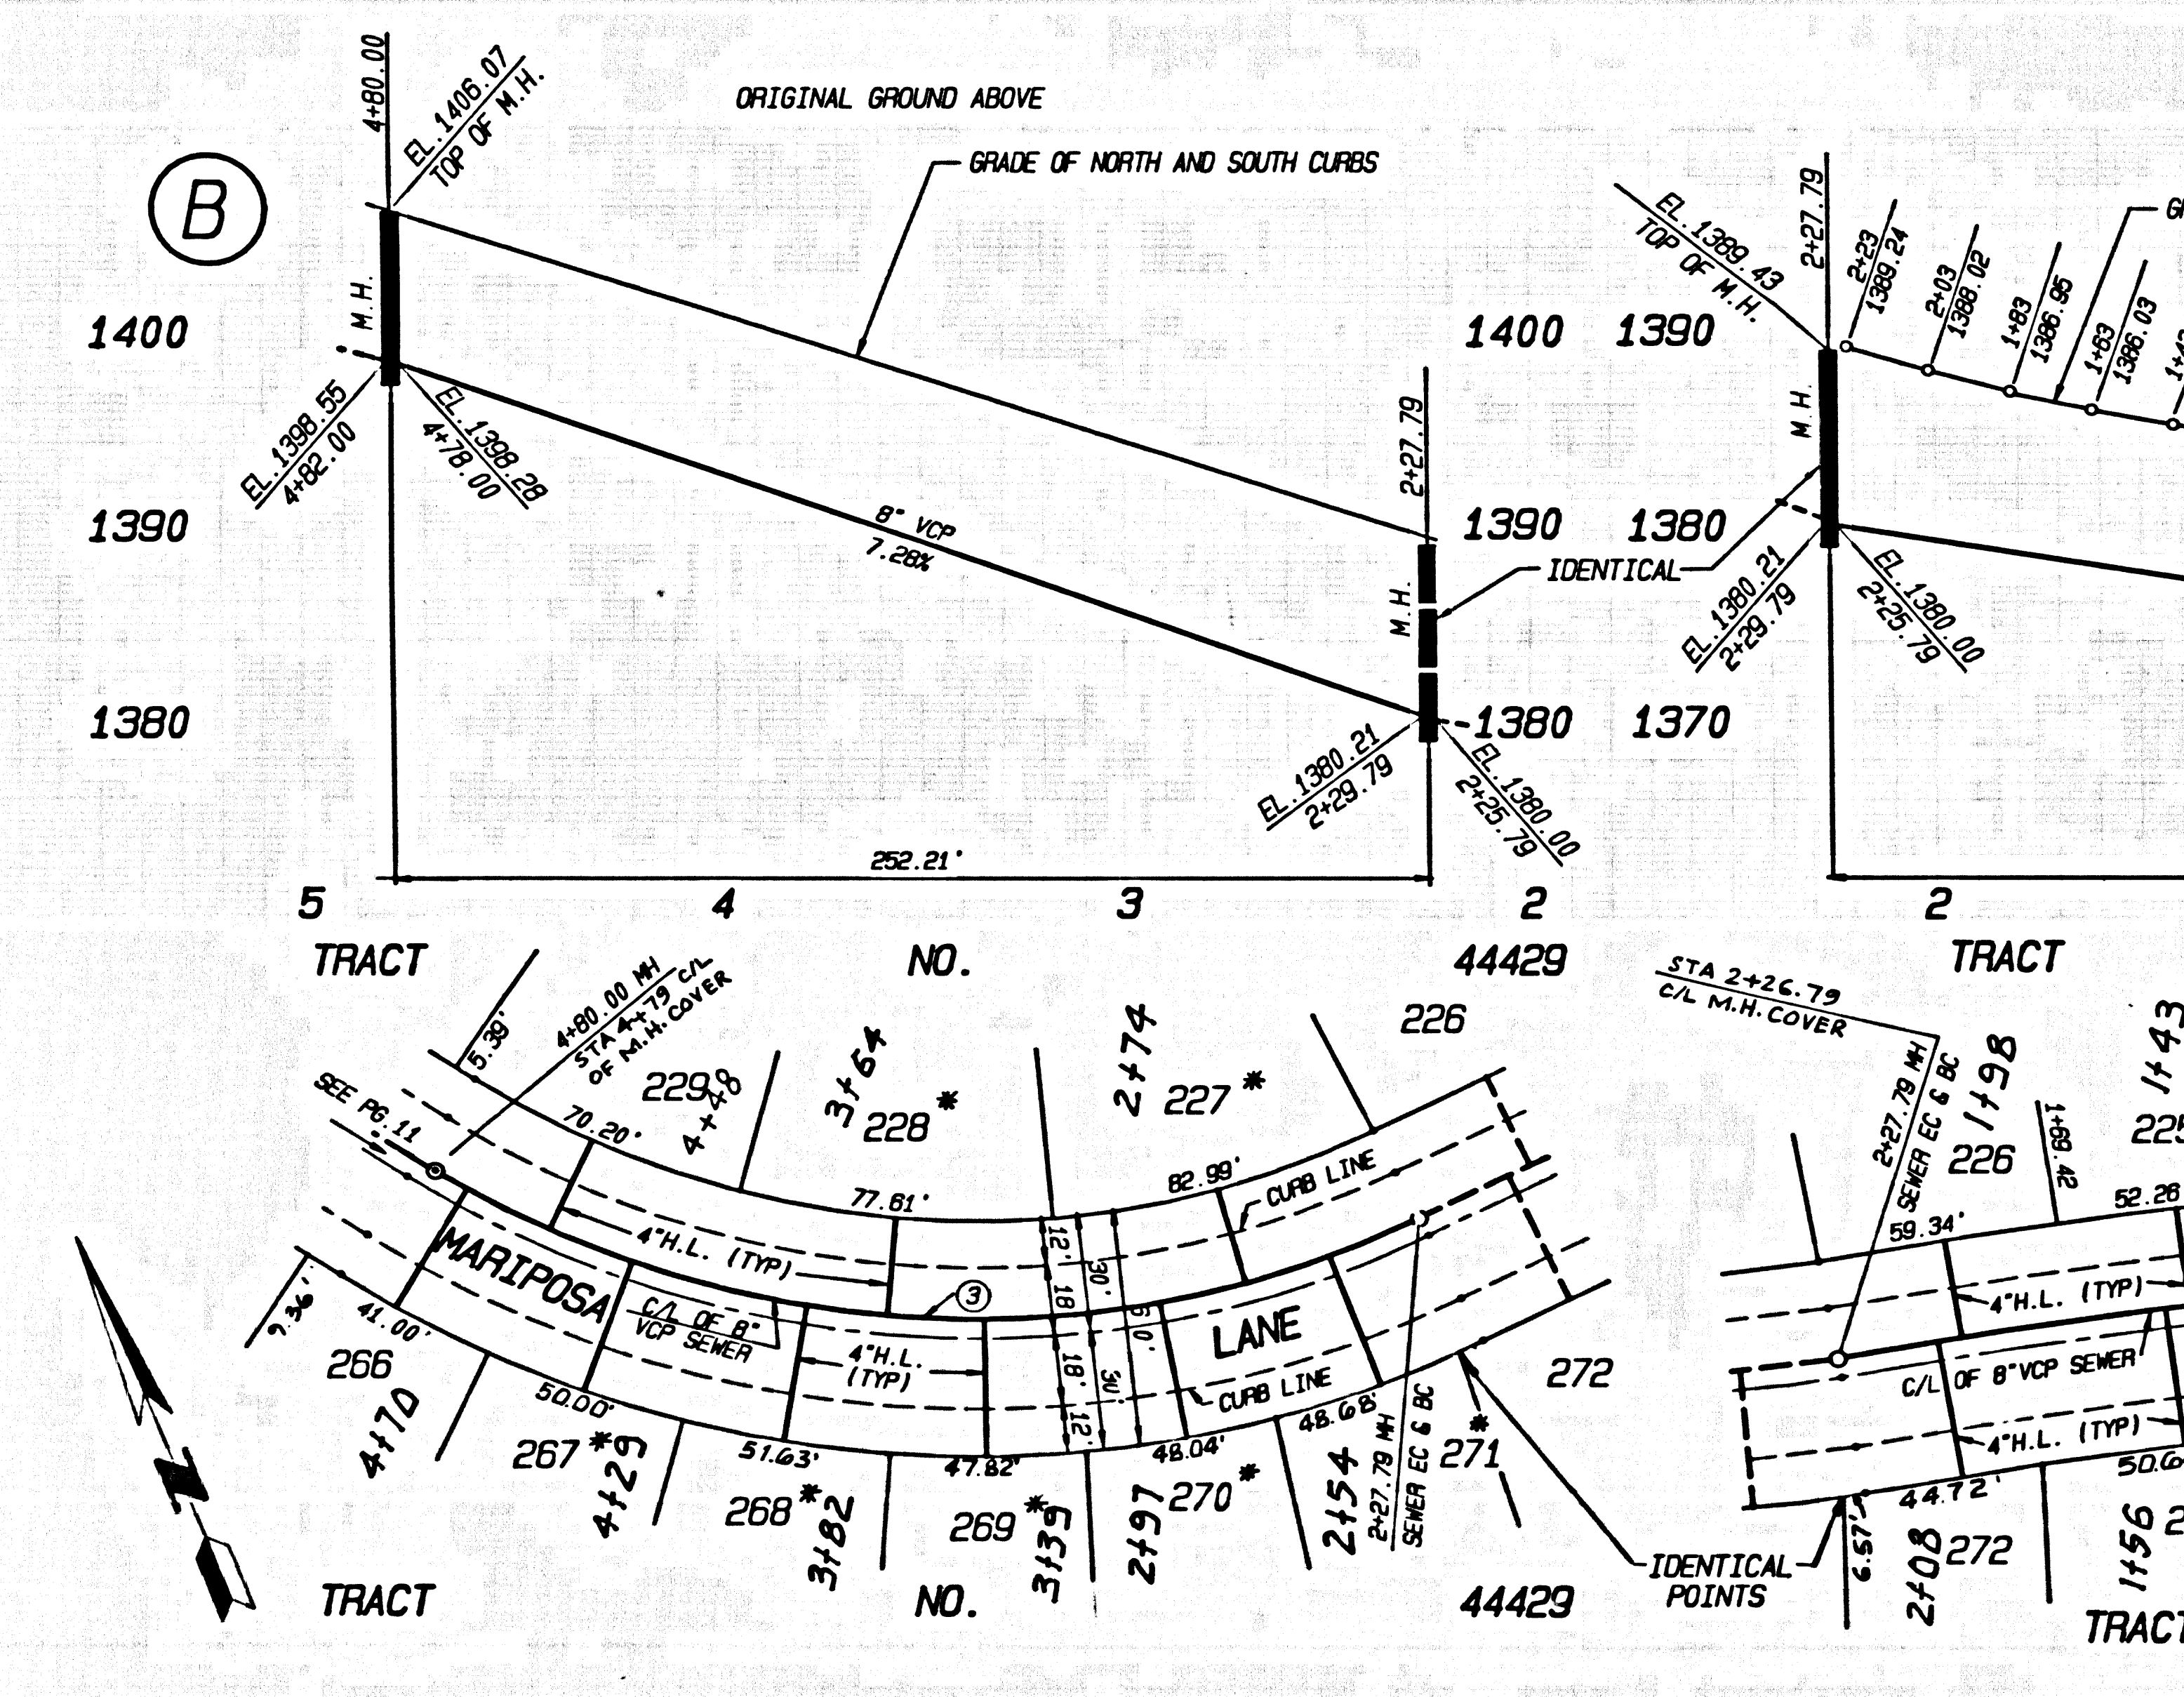 4+80.00
EL.1406.07
TOP OF M.H.
ORIGINAL GROUND ABOVE
GRADE OF NORTH AND SOUTH CURBS
B
M.H.
1400
1390
1380
EL.1398.55
4+82.00
EL.1398.28
4+78.00
8" VCP
7.28%
2+27.79
M.H.
1400
1390
1380
EL.1380.21
2+29.79
EL.1380.00
2+25.79
252.21'
IDENTICAL
1390
1380
1370
EL.1389.43
TOP OF M.H.
2+27.79
2+23
1389.24
2+03
1388.02
1+83
1386.95
1+63
1386.03
M.H.
EL.1380.21
2+29.79
EL.1380.00
2+25.79
5 4 3 2
2
TRACT NO. 44429
TRACT
5.39'
4+80.00 MH
STA 4+79 C/L
OF M.H. COVER
SEE PG.11
229
4+48
3+64
228*
2+74
227*
226
70.20'
77.61'
82.99'
CURB LINE
4"H.L. (TYP)
MARIPOSA
C/L OF 8"
VCP SEWER
4"H.L.
(TYP)
3
12'
18
30'
18'
30'
12'
LANE
CURB LINE
9.36'
41.00'
266
4+70
50.00'
267*
4+29
51.63'
268*
3+82
47.82'
269*
3+39
48.04'
2+97
270*
48.68'
2+54
2+27.79 MH
SEWER EC & BC
271*
272
N
TRACT NO. 44429
IDENTICAL
POINTS
STA 2+26.79
C/L M.H. COVER
2+27.79 MH
SEWER EC & BC
1+98
226
1+69.42
1+43
59.34'
52.26
4"H.L. (TYP)
C/L OF 8"VCP SEWER
4"H.L. (TYP)
44.72'
6.57'
2+08
272
1+56
TRACT